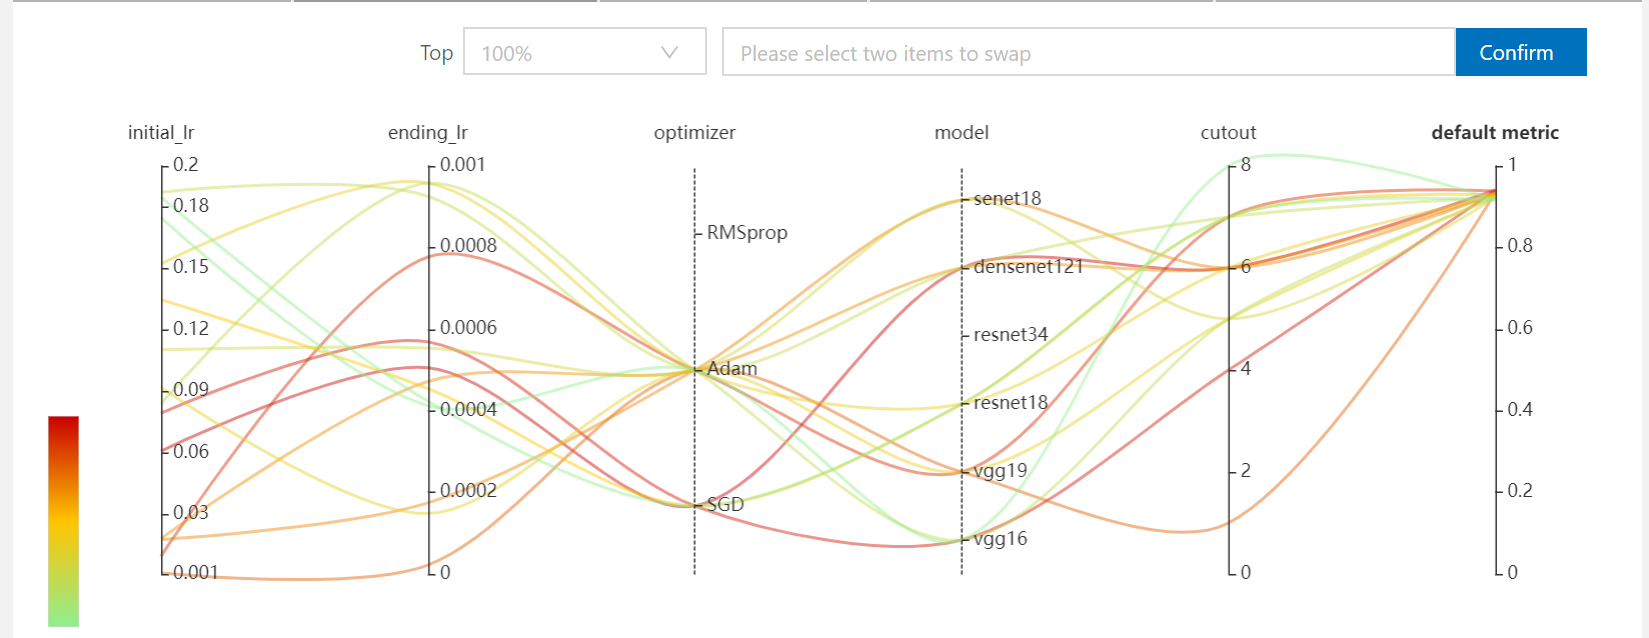 Top 100% Please select two items to swap Confirm
initial_lr ending_lr optimizer model cutout default metric
0.2 0.001 8 1
senet18
0.18
RMSprop
0.0008 0.8
0.15 densenet121 6
0.12 0.0006 resnet34 0.6
Adam 4
0.09
resnet18
0.0004 0.4
0.06
vgg19 2
0.0002 0.2
0.03 SGD
vgg16
0.001 0 0 0